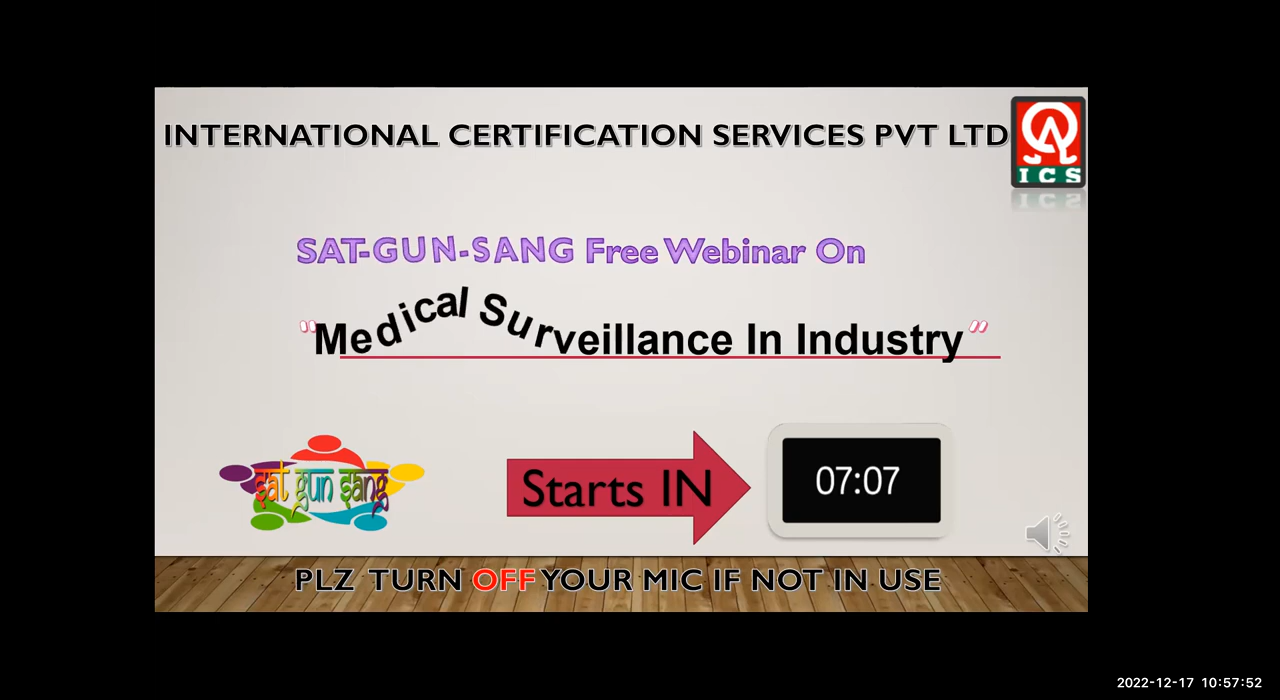 INTERNATIONAL CERTIFICATION SERVICES PVT LTD
ICS
SAT-GUN-SANG Free Webinar On
"Medical Surveillance In Industry"
sat gun sang
Starts IN
07:07
PLZ TURN OFF YOUR MIC IF NOT IN USE
2022-12-17 10:57:52